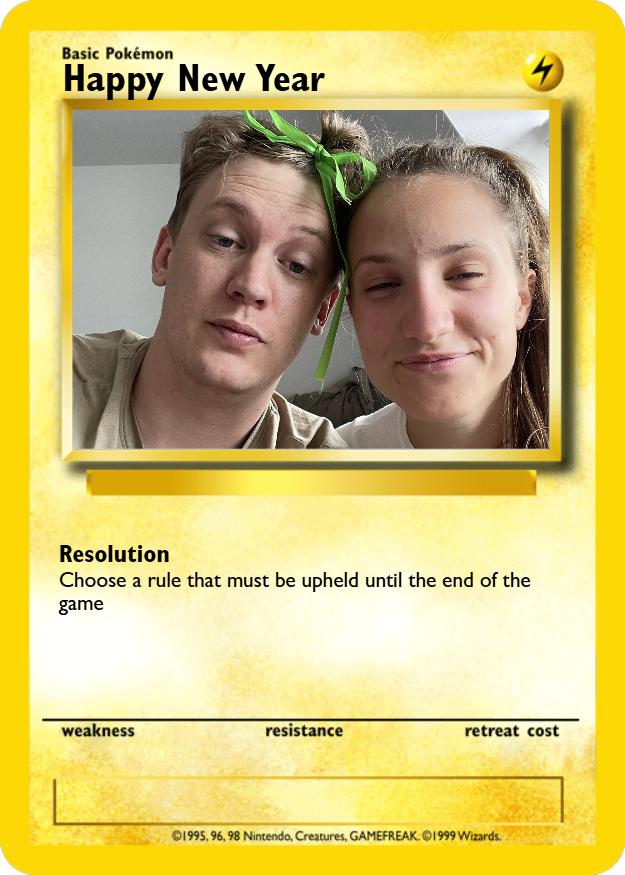 Basic Pokémon
Happy New Year
Resolution
Choose a rule that must be upheld until the end of the
game
weakness resistance retreat cost
©1995, 96, 98 Nintendo, Creatures, GAMEFREAK. ©1999 Wizards.